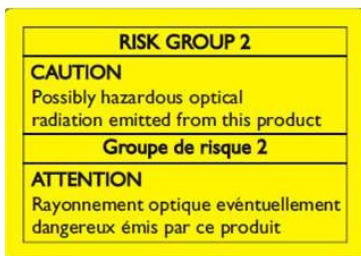 RISK GROUP 2
CAUTION
Possibly hazardous optical
radiation emitted from this product
Groupe de risque 2
ATTENTION
Rayonnement optique evéntuellement
dangereux émis par ce produit